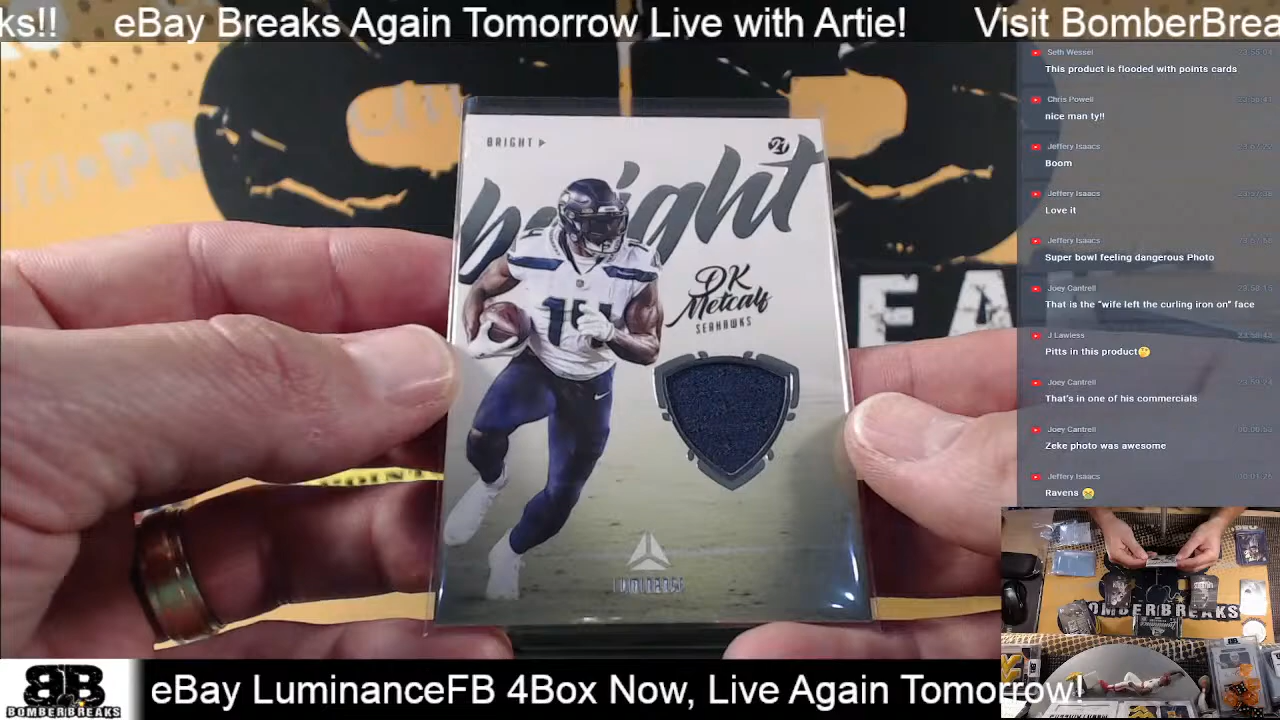 ks!! eBay Breaks Again Tomorrow Live with Artie! Visit BomberBrea
BRIGHT
21
bright
DK
Metcalf
SEAHAWKS
14
LUMINANCE
EA
Seth Wessel
This product is flooded with points cards
Chris Powell
nice man ty!!
Jeffery Isaacs
Boom
Jeffery Isaacs
Love it
Jeffery Isaacs
Super bowl feeling dangerous Photo
Joey Cantrell
That is the "wife left the curling iron on" face
J Lawless
Pitts in this product🤔
Joey Cantrell
That's in one of his commercials
Joey Cantrell
Zeke photo was awesome
Jeffery Isaacs
Ravens 😫
BOMBERBREAKS
BB
BOMBERBREAKS
eBay LuminanceFB 4Box Now, Live Again Tomorrow!